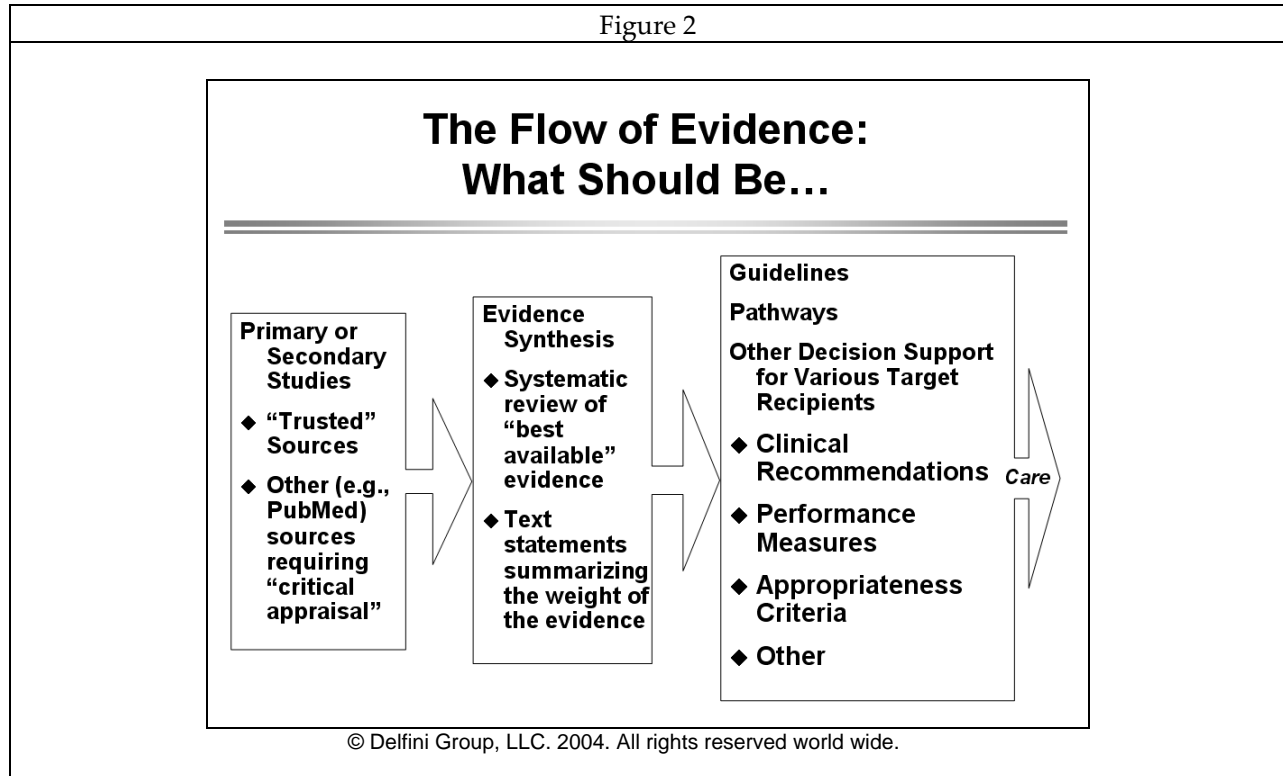 Figure 2
The Flow of Evidence:
What Should Be…
Primary or
Secondary
Studies
◆ “Trusted”
Sources
◆ Other (e.g.,
PubMed)
sources
requiring
“critical
appraisal”
Evidence
Synthesis
◆ Systematic
review of
“best
available”
evidence
◆ Text
statements
summarizing
the weight of
the evidence
Guidelines
Pathways
Other Decision Support
for Various Target
Recipients
◆ Clinical
Recommendations
◆ Performance
Measures
◆ Appropriateness
Criteria
◆ Other
Care
© Delfini Group, LLC. 2004. All rights reserved world wide.